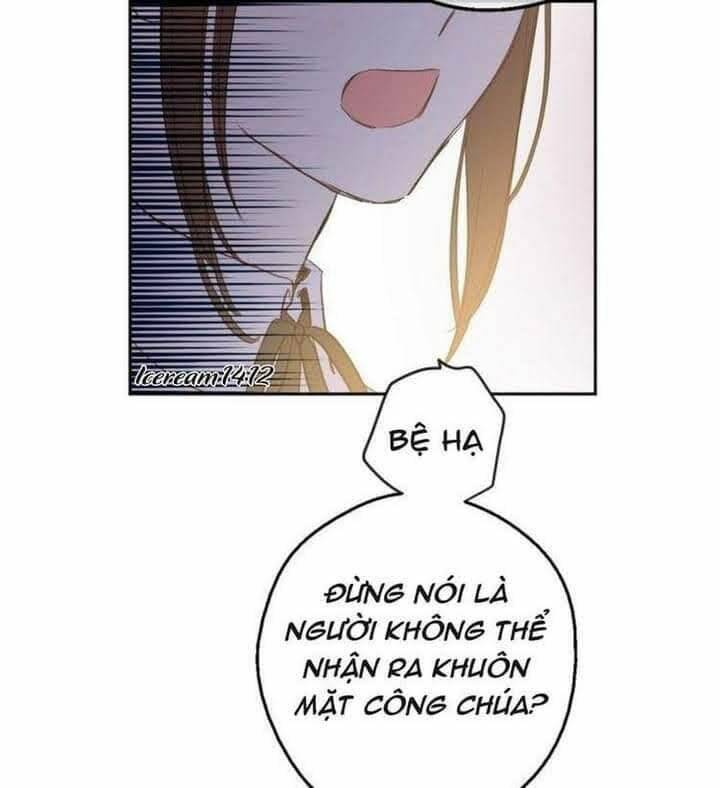 Icecream1412
BỆ HẠ
ĐỪNG NÓI LÀ
NGƯỜI KHÔNG THỂ
NHẬN RA KHUÔN
MẶT CÔNG CHÚA?